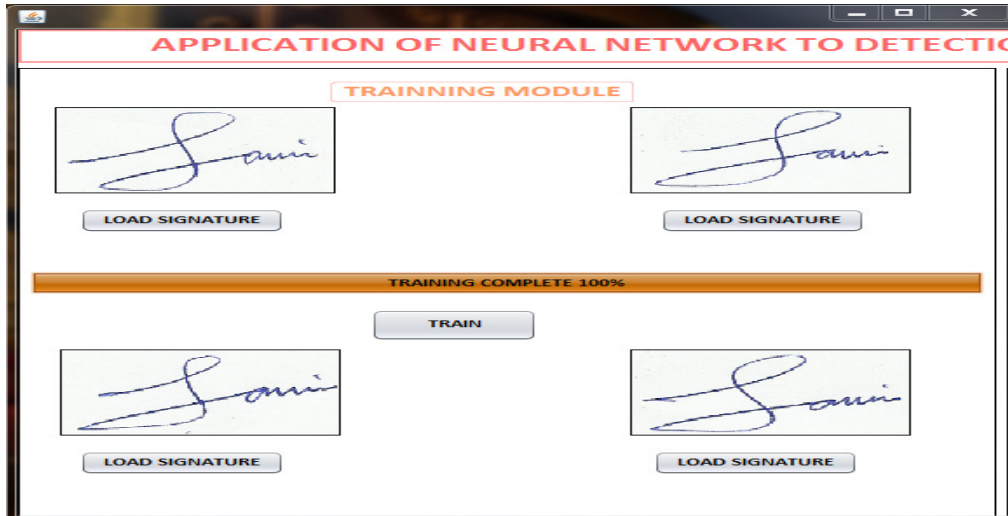 APPLICATION OF NEURAL NETWORK TO DETECTIO
TRAINNING MODULE
LOAD SIGNATURE
LOAD SIGNATURE
TRAINING COMPLETE 100%
TRAIN
LOAD SIGNATURE
LOAD SIGNATURE